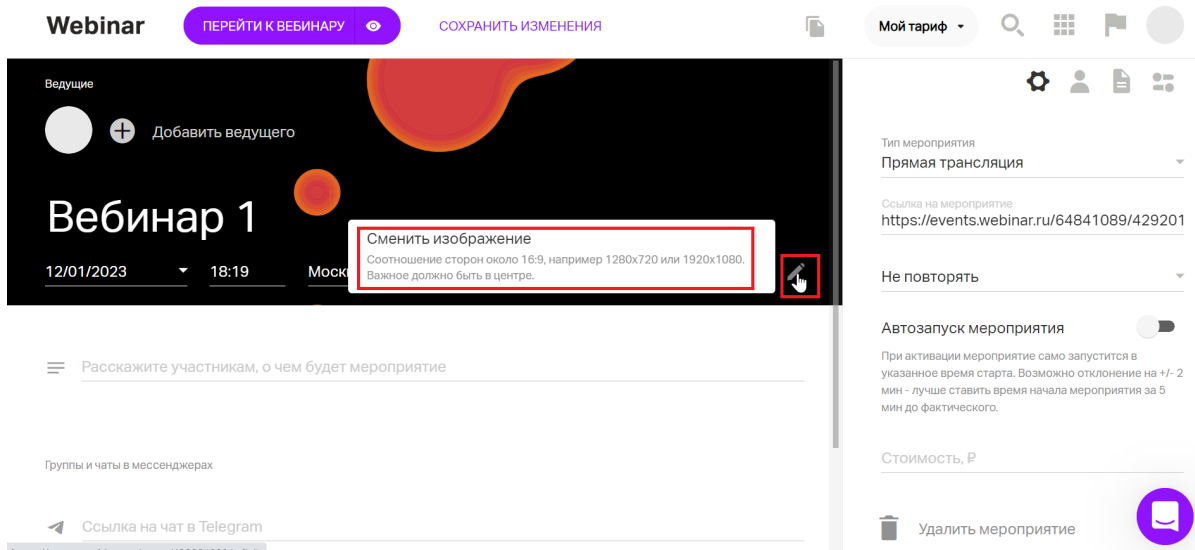 Webinar
ПЕРЕЙТИ К ВЕБИНАРУ
СОХРАНИТЬ ИЗМЕНЕНИЯ
Мой тариф
Ведущие
Добавить ведущего
Вебинар 1
Сменить изображение
Соотношение сторон около 16:9, например 1280x720 или 1920x1080.
Важное должно быть в центре.
12/01/2023 18:19
Расскажите участникам, о чем будет мероприятие
Группы и чаты в мессенджерах
Ссылка на чат в Telegram
Тип мероприятия
Прямая трансляция
Ссылка на мероприятие
https://events.webinar.ru/64841089/429201
Не повторять
Автозапуск мероприятия
При активации мероприятие само запустится в
указанное время старта. Возможно отклонение на +/- 2
мин - лучше ставить время начала мероприятия за 5
мин до фактического.
Стоимость, ₽
Удалить мероприятие